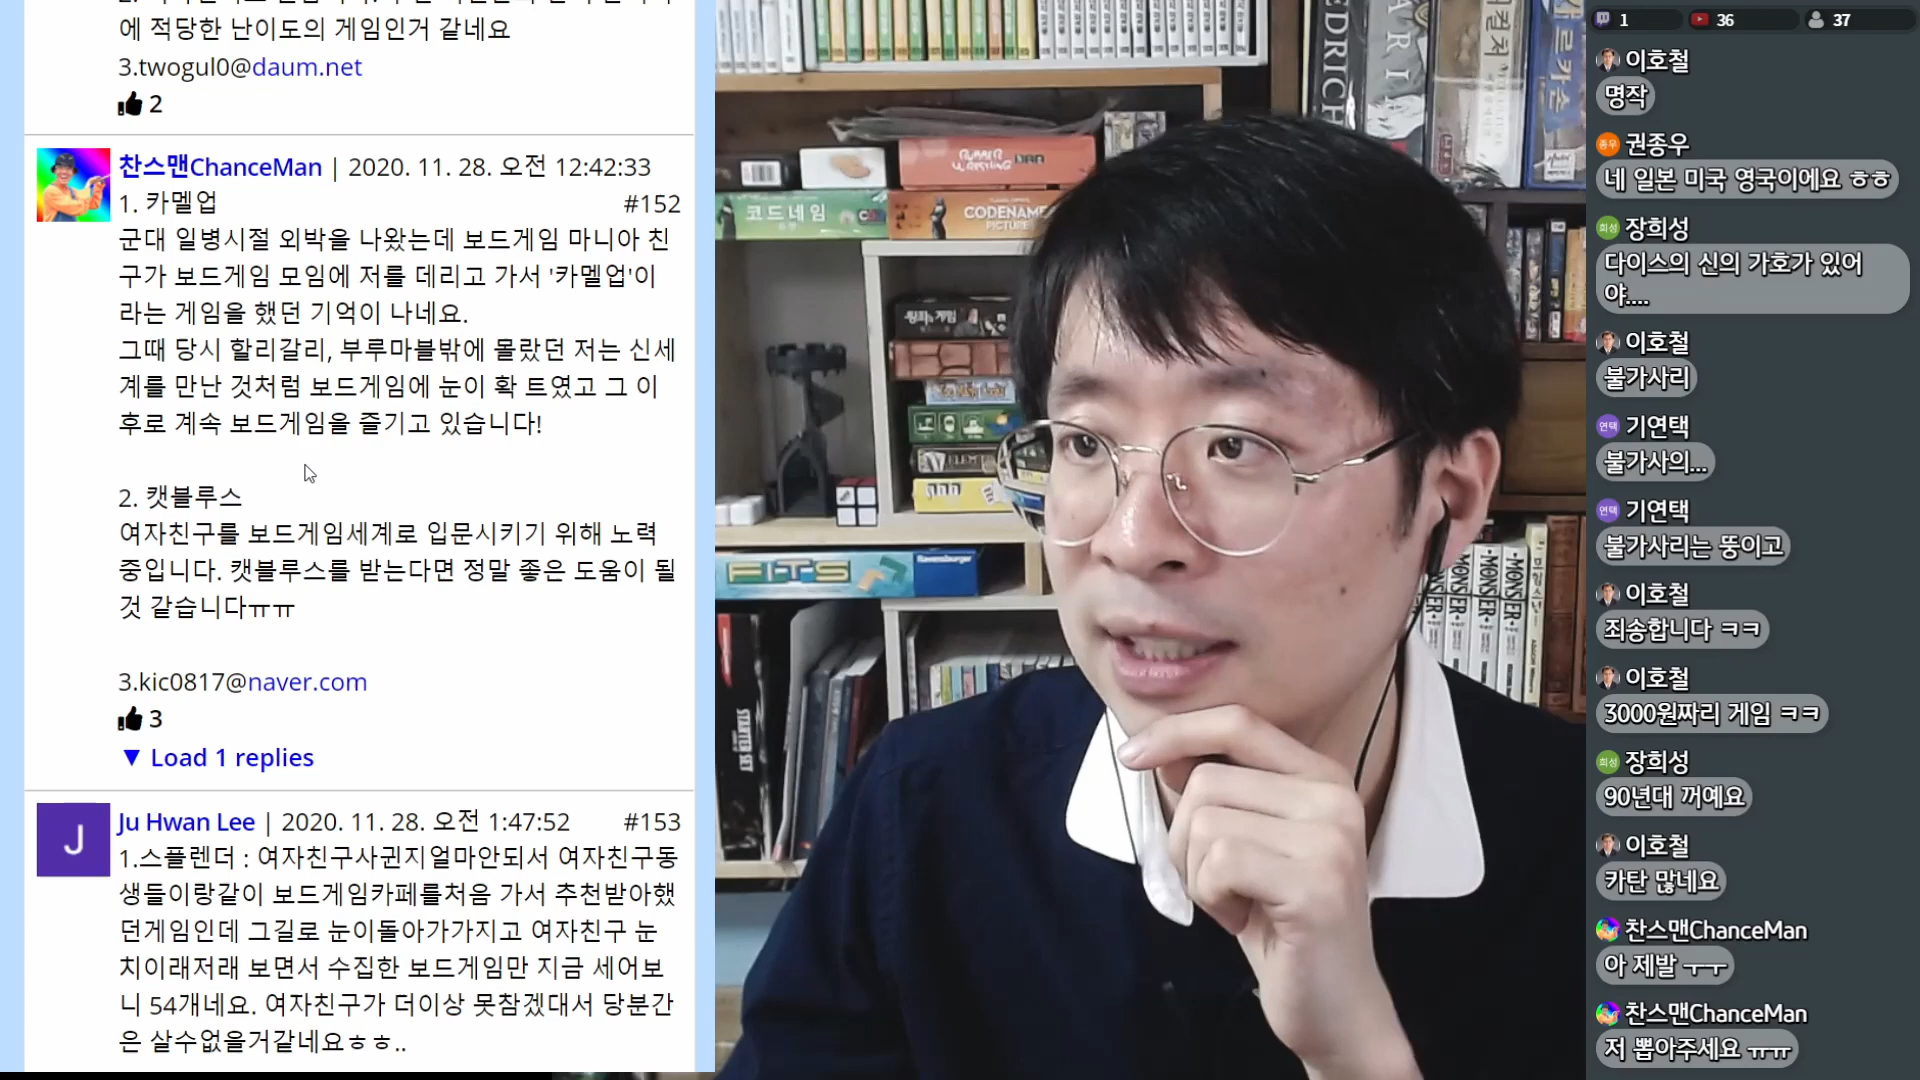 에 적당한 난이도의 게임인거 같네요
3.twogul0@daum.net
2
찬스맨ChanceMan | 2020. 11. 28. 오전 12:42:33
1. 카멜업 #152
군대 일병시절 외박을 나왔는데 보드게임 마니아 친
구가 보드게임 모임에 저를 데리고 가서 '카멜업'이
라는 게임을 했던 기억이 나네요.
그때 당시 할리갈리, 부루마블밖에 몰랐던 저는 신세
계를 만난 것처럼 보드게임에 눈이 확 트였고 그 이
후로 계속 보드게임을 즐기고 있습니다!
2. 캣블루스
여자친구를 보드게임세계로 입문시키기 위해 노력
중입니다. 캣블루스를 받는다면 정말 좋은 도움이 될
것 같습니다ㅠㅠ
3.kic0817@naver.com
3
▼ Load 1 replies
J
Ju Hwan Lee | 2020. 11. 28. 오전 1:47:52 #153
1.스플렌더 : 여자친구사귄지얼마안되서 여자친구동
생들이랑같이 보드게임카페를처음 가서 추천받아했
던게임인데 그길로 눈이돌아가가지고 여자친구 눈
치이래저래 보면서 수집한 보드게임만 지금 세어보
니 54개네요. 여자친구가 더이상 못참겠대서 당분간
은 살수없을거같네요ㅎㅎ..
코드네임
CODENAMES
PICTURES
FITS
Ravensburger
STARTER SET
MONSTER
MONSTER
MONSTER
MONSTER
1 36 37
이호철
명작
종우 권종우
네 일본 미국 영국이에요 ㅎㅎ
희성 장희성
다이스의 신의 가호가 있어
야....
이호철
불가사리
연택 기연택
불가사의...
연택 기연택
불가사리는 뚱이고
이호철
죄송합니다 ㅋㅋ
이호철
3000원짜리 게임 ㅋㅋ
희성 장희성
90년대 꺼예요
이호철
카탄 많네요
찬스맨ChanceMan
아 제발 ㅜㅜ
찬스맨ChanceMan
저 뽑아주세요 ㅠㅠ